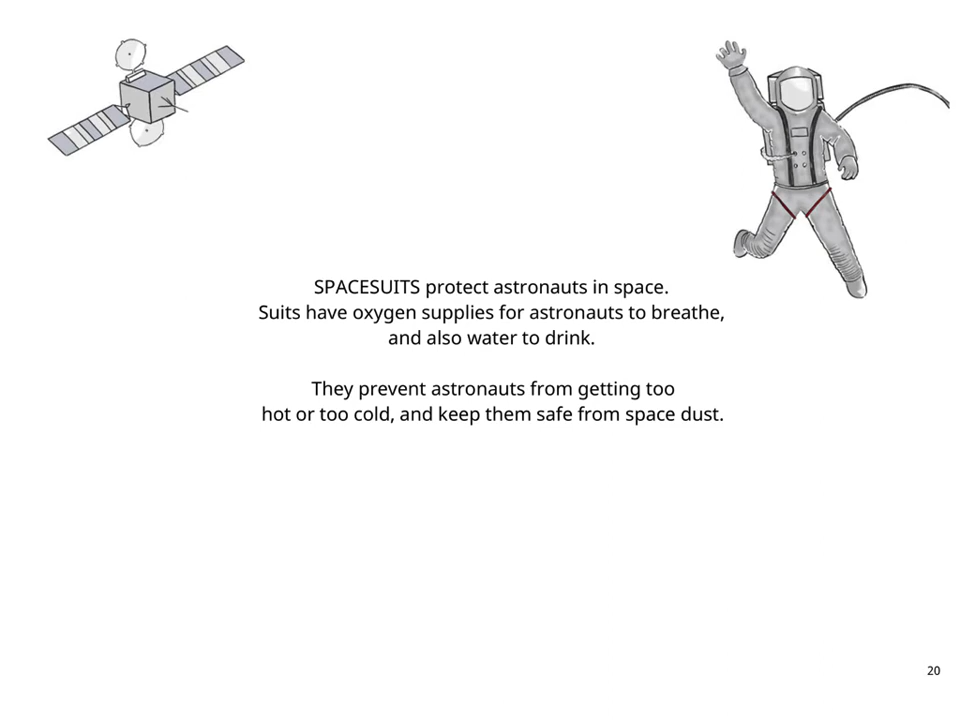 SPACESUITS protect astronauts in space.
Suits have oxygen supplies for astronauts to breathe,
and also water to drink.
They prevent astronauts from getting too
hot or too cold, and keep them safe from space dust.
20